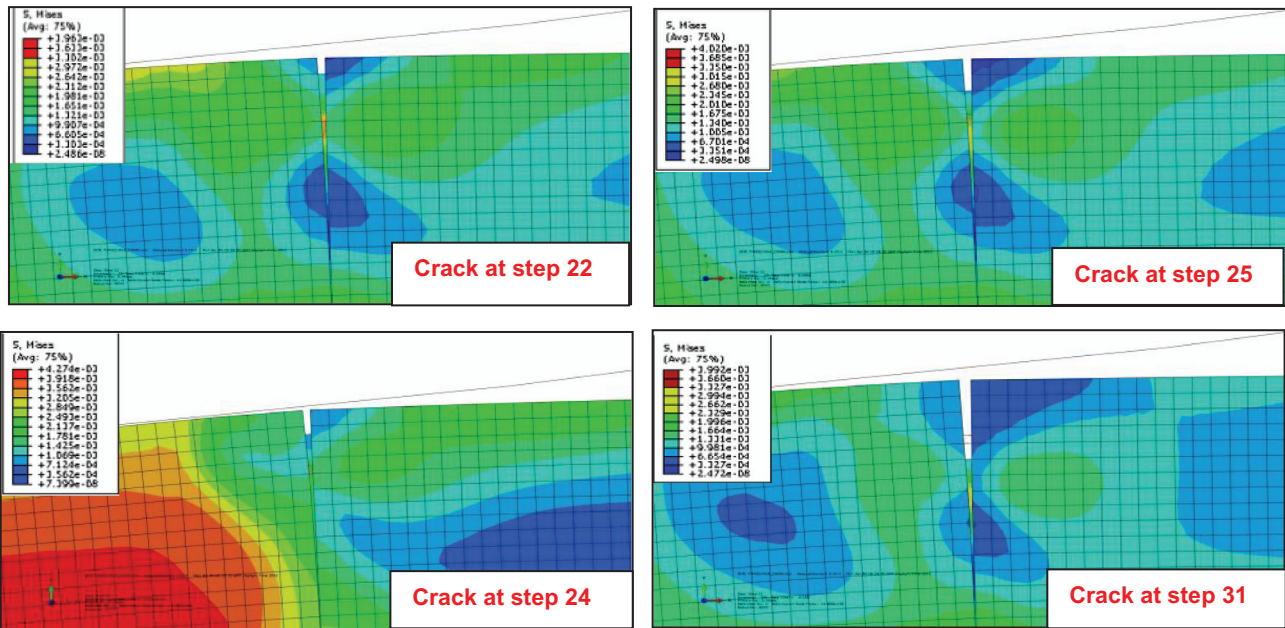 S, Mises
(Avg: 75%)
+3.963e-03
+3.633e-03
+3.302e-03
+2.972e-03
+2.642e-03
+2.312e-03
+1.981e-03
+1.651e-03
+1.321e-03
+9.907e-04
+6.605e-04
+3.303e-04
+2.486e-08
Crack at step 22
S, Mises
(Avg: 75%)
+4.020e-03
+3.685e-03
+3.350e-03
+3.015e-03
+2.680e-03
+2.345e-03
+2.010e-03
+1.675e-03
+1.340e-03
+1.005e-03
+6.701e-04
+3.351e-04
+2.498e-08
Crack at step 25
S, Mises
(Avg: 75%)
+4.274e-03
+3.918e-03
+3.562e-03
+3.205e-03
+2.849e-03
+2.493e-03
+2.137e-03
+1.781e-03
+1.425e-03
+1.069e-03
+7.124e-04
+3.562e-04
+7.399e-08
Crack at step 24
S, Mises
(Avg: 75%)
+3.992e-03
+3.660e-03
+3.327e-03
+2.994e-03
+2.662e-03
+2.329e-03
+1.996e-03
+1.664e-03
+1.331e-03
+9.981e-04
+6.654e-04
+3.327e-04
+2.472e-08
Crack at step 31